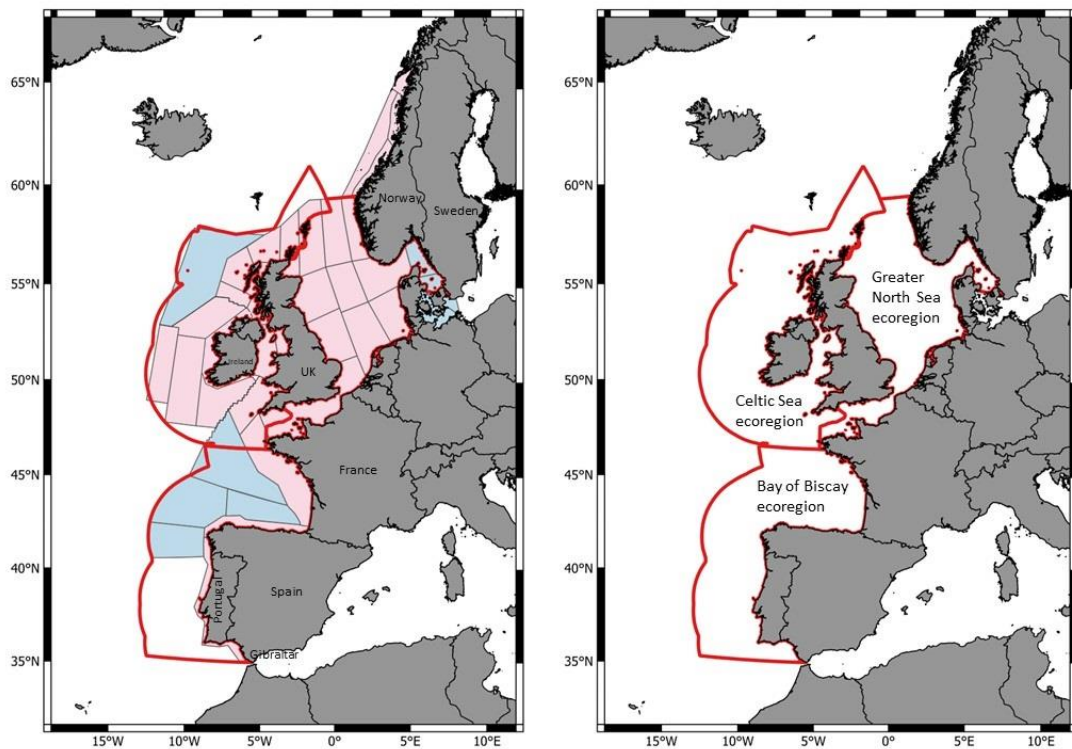 65°N
60°N
55°N
50°N
45°N
40°N
35°N
15°W
10°W
5°W
0°
5°E
10°E
Norway
Sweden
Ireland
UK
France
Portugal
Spain
Gibraltar
65°N
60°N
55°N
50°N
45°N
40°N
35°N
15°W
10°W
5°W
0°
5°E
10°E
Greater
North Sea
ecoregion
Celtic Sea
ecoregion
Bay of Biscay
ecoregion